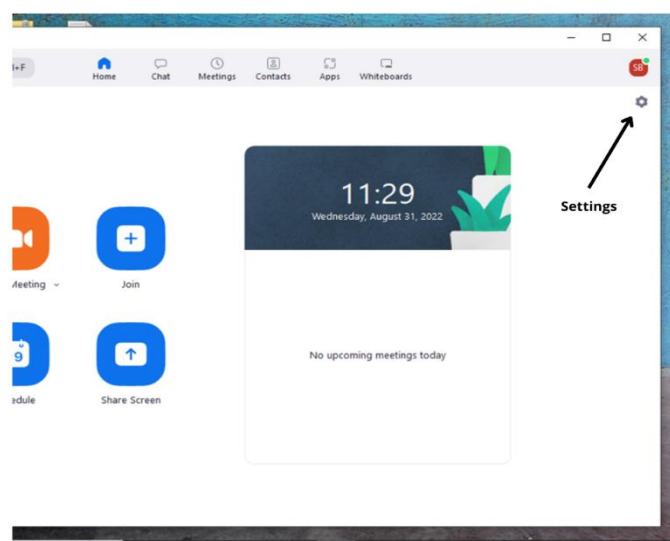 l+F
Home
Chat
Meetings
Contacts
Apps
Whiteboards
SB
Settings
11:29
Wednesday, August 31, 2022
Meeting
Join
9
edule
Share Screen
No upcoming meetings today